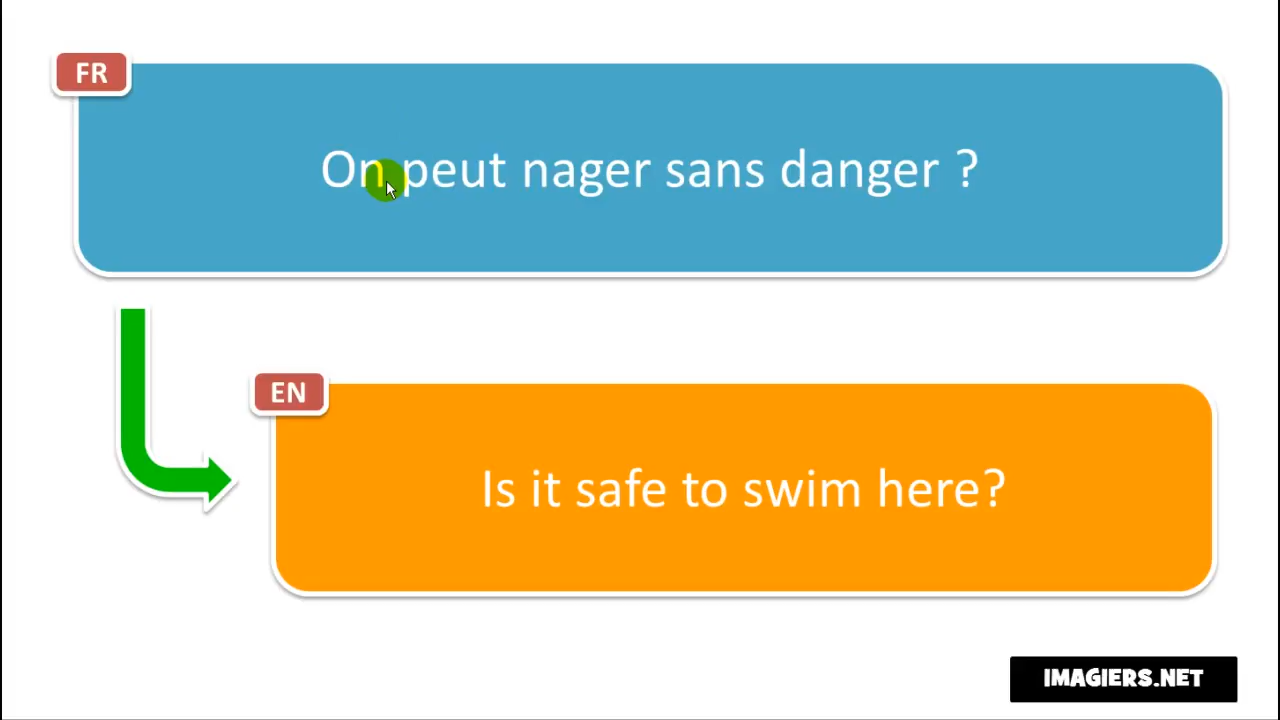 FR
On peut nager sans danger ?
EN
Is it safe to swim here?
IMAGIERS.NET